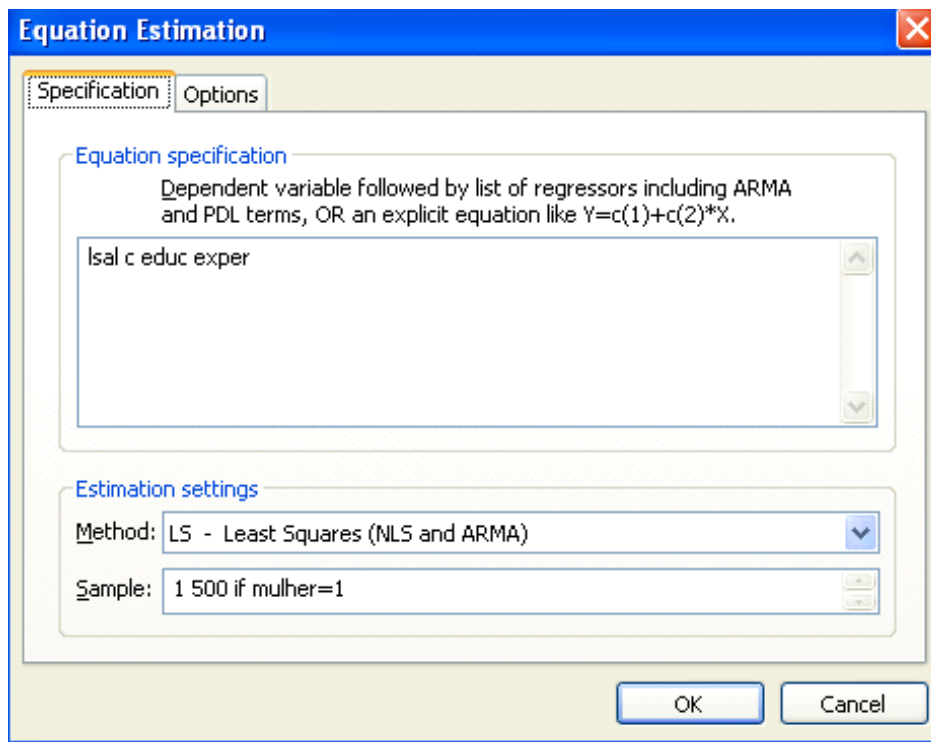 Equation Estimation
Specification
Options
Equation specification
Dependent variable followed by list of regressors including ARMA
and PDL terms, OR an explicit equation like Y=c(1)+c(2)*X.
lsal c educ exper
Estimation settings
Method: LS - Least Squares (NLS and ARMA)
Sample: 1 500 if mulher=1
OK
Cancel